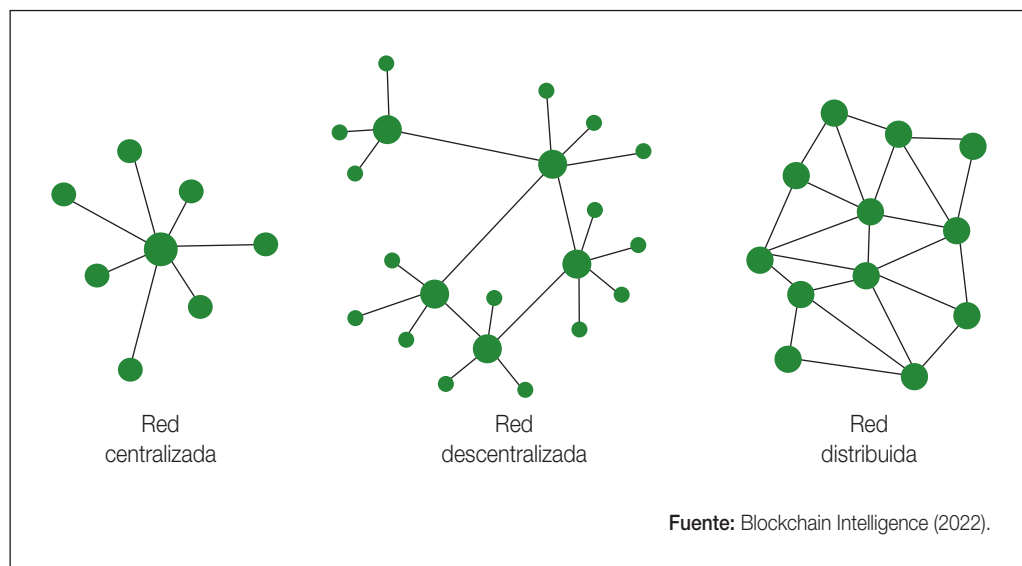 Red
centralizada
Red
descentralizada
Red
distribuida
Fuente: Blockchain Intelligence (2022).